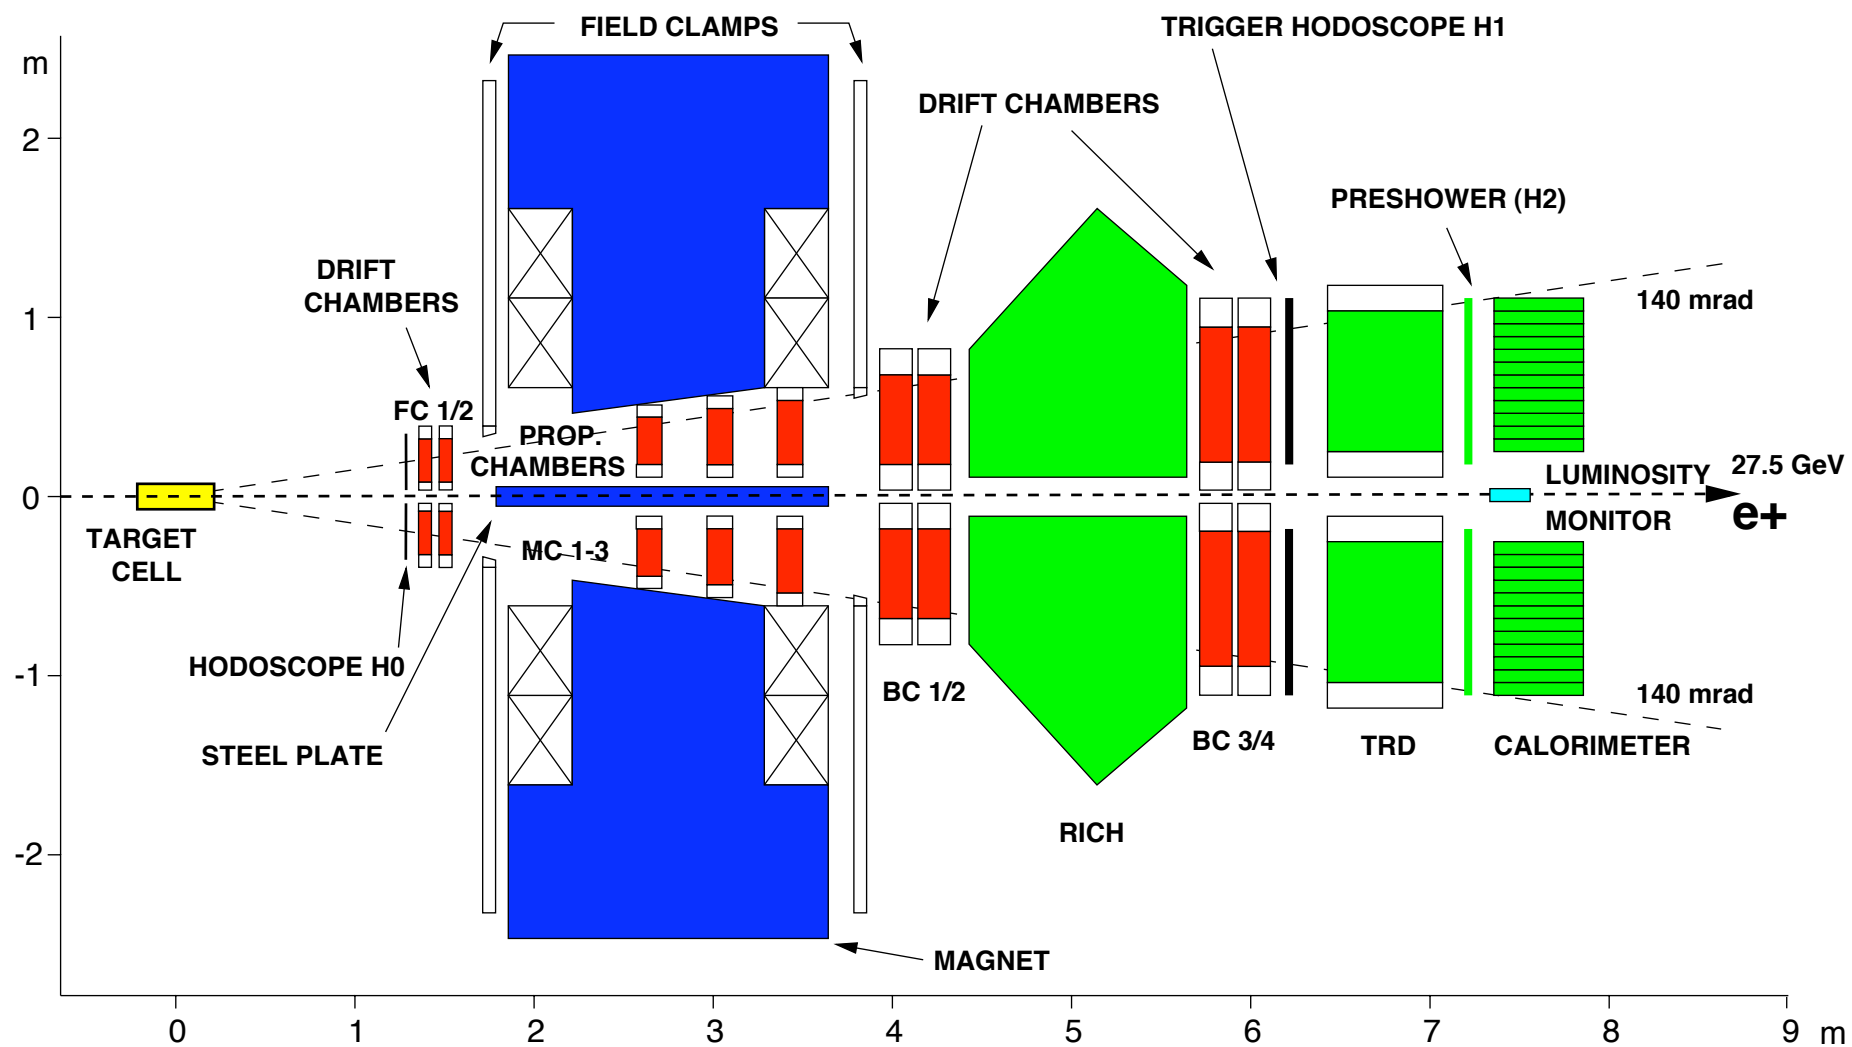 FIELD CLAMPS
TRIGGER HODOSCOPE H1
m
DRIFT CHAMBERS
2
PRESHOWER (H2)
DRIFT
CHAMBERS
140 mrad
1
FC 1/2
PROP.
CHAMBERS
27.5 GeV
LUMINOSITY
0
MONITOR
e+
TARGET
CELL
MC 1-3
HODOSCOPE H0
-1
BC 1/2
140 mrad
STEEL PLATE
BC 3/4
TRD
CALORIMETER
RICH
-2
MAGNET
0 1 2 3 4 5 6 7 8 9 m